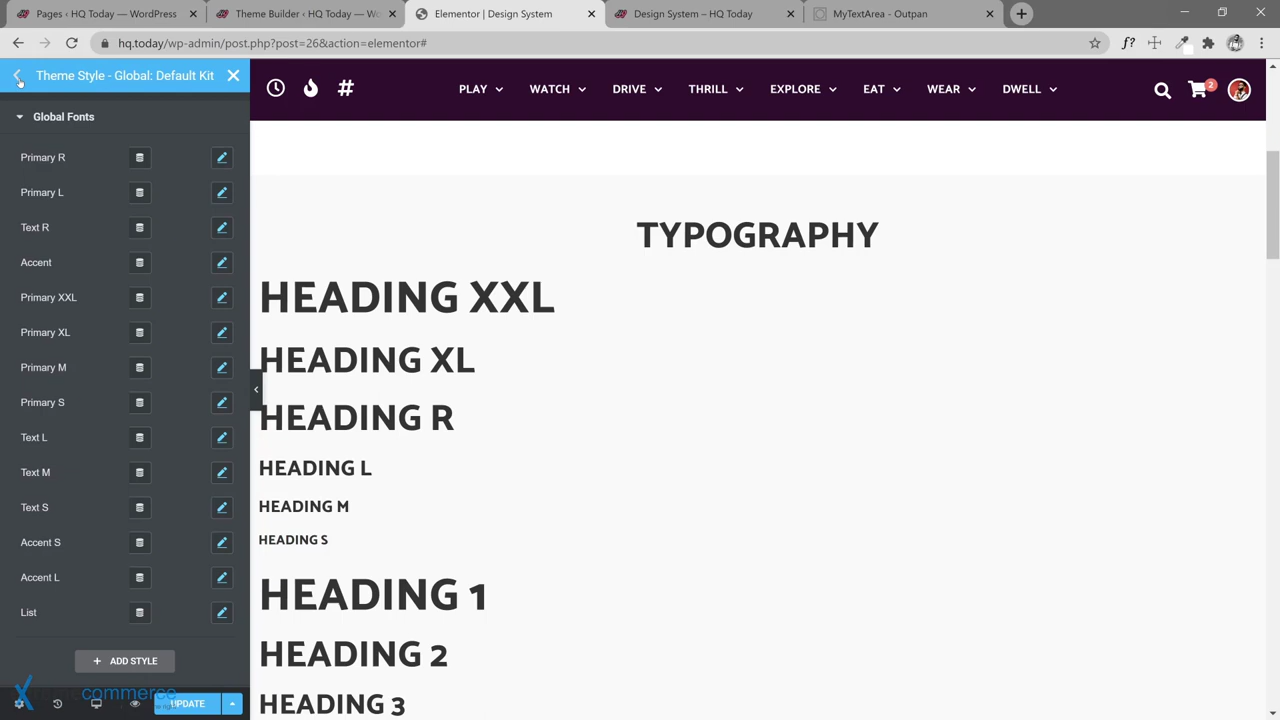 Pages ‹ HQ Today — WordPress
Theme Builder ‹ HQ Today — Wo
Elementor | Design System
Design System – HQ Today
MyTextArea - Outpan
hq.today/wp-admin/post.php?post=26&action=elementor#
f?
Theme Style - Global: Default Kit
PLAY
WATCH
DRIVE
THRILL
EXPLORE
EAT
WEAR
DWELL
2
Global Fonts
Primary R
Primary L
Text R
Accent
Primary XXL
Primary XL
Primary M
Primary S
Text L
Text M
Text S
Accent S
Accent L
List
+ ADD STYLE
commerce
UPDATE
TYPOGRAPHY
HEADING XXL
HEADING XL
HEADING R
HEADING L
HEADING M
HEADING S
HEADING 1
HEADING 2
HEADING 3